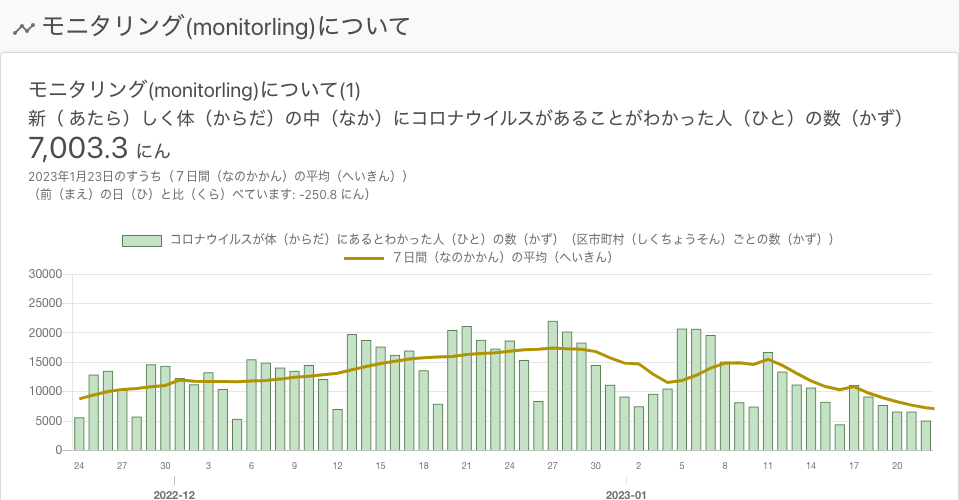 モニタリング(monitorling)について
モニタリング(monitorling)について(1)
新（ あたら）しく体（からだ）の中（なか）にコロナウイルスがあることがわかった人（ひと）の数（かず）
7,003.3 にん
2023年1月23日のすうち（７日間（なのかかん）の平均（へいきん））
（前（まえ）の日（ひ）と比（くら）べています: -250.8 にん）
コロナウイルスが体（からだ）にあるとわかった人（ひと）の数（かず）（区市町村（しくちょうそん）ごとの数（かず））
７日間（なのかかん）の平均（へいきん）
30000
25000
20000
15000
10000
5000
0
24 27 30 3 6 9 12 15 18 21 24 27 30 2 5 8 11 14 17 20
2022-12 2023-01